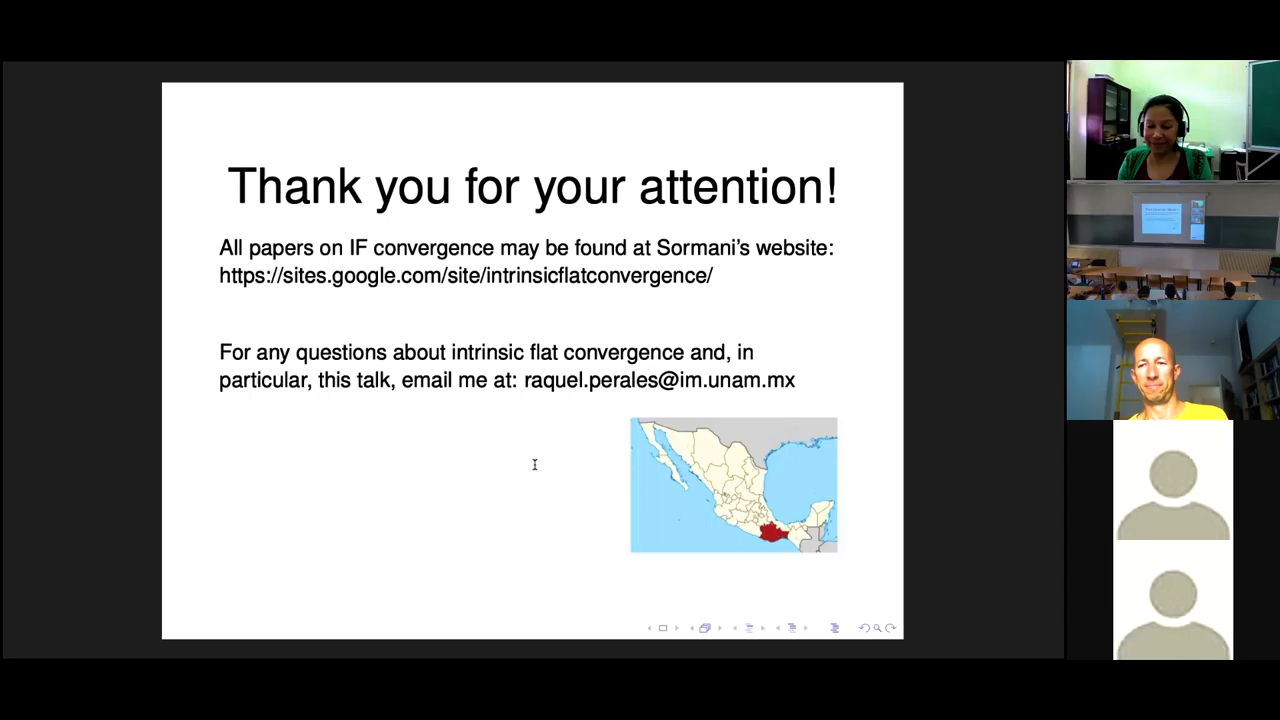 Thank you for your attention!
All papers on IF convergence may be found at Sormani's website:
https://sites.google.com/site/intrinsicflatconvergence/
For any questions about intrinsic flat convergence and, in
particular, this talk, email me at: raquel.perales@im.unam.mx